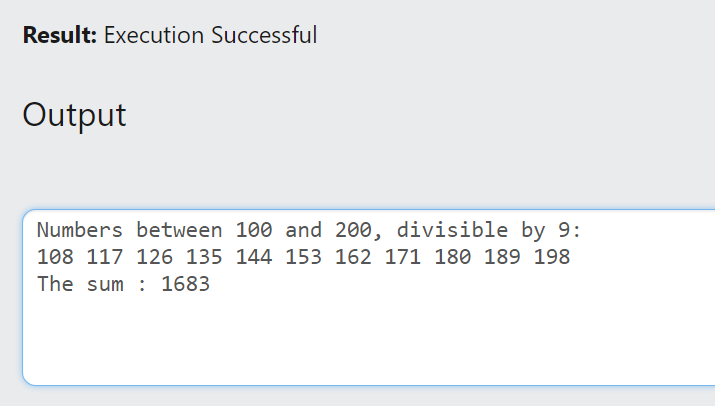 Result: Execution Successful
Output
Numbers between 100 and 200, divisible by 9:
108 117 126 135 144 153 162 171 180 189 198
The sum : 1683